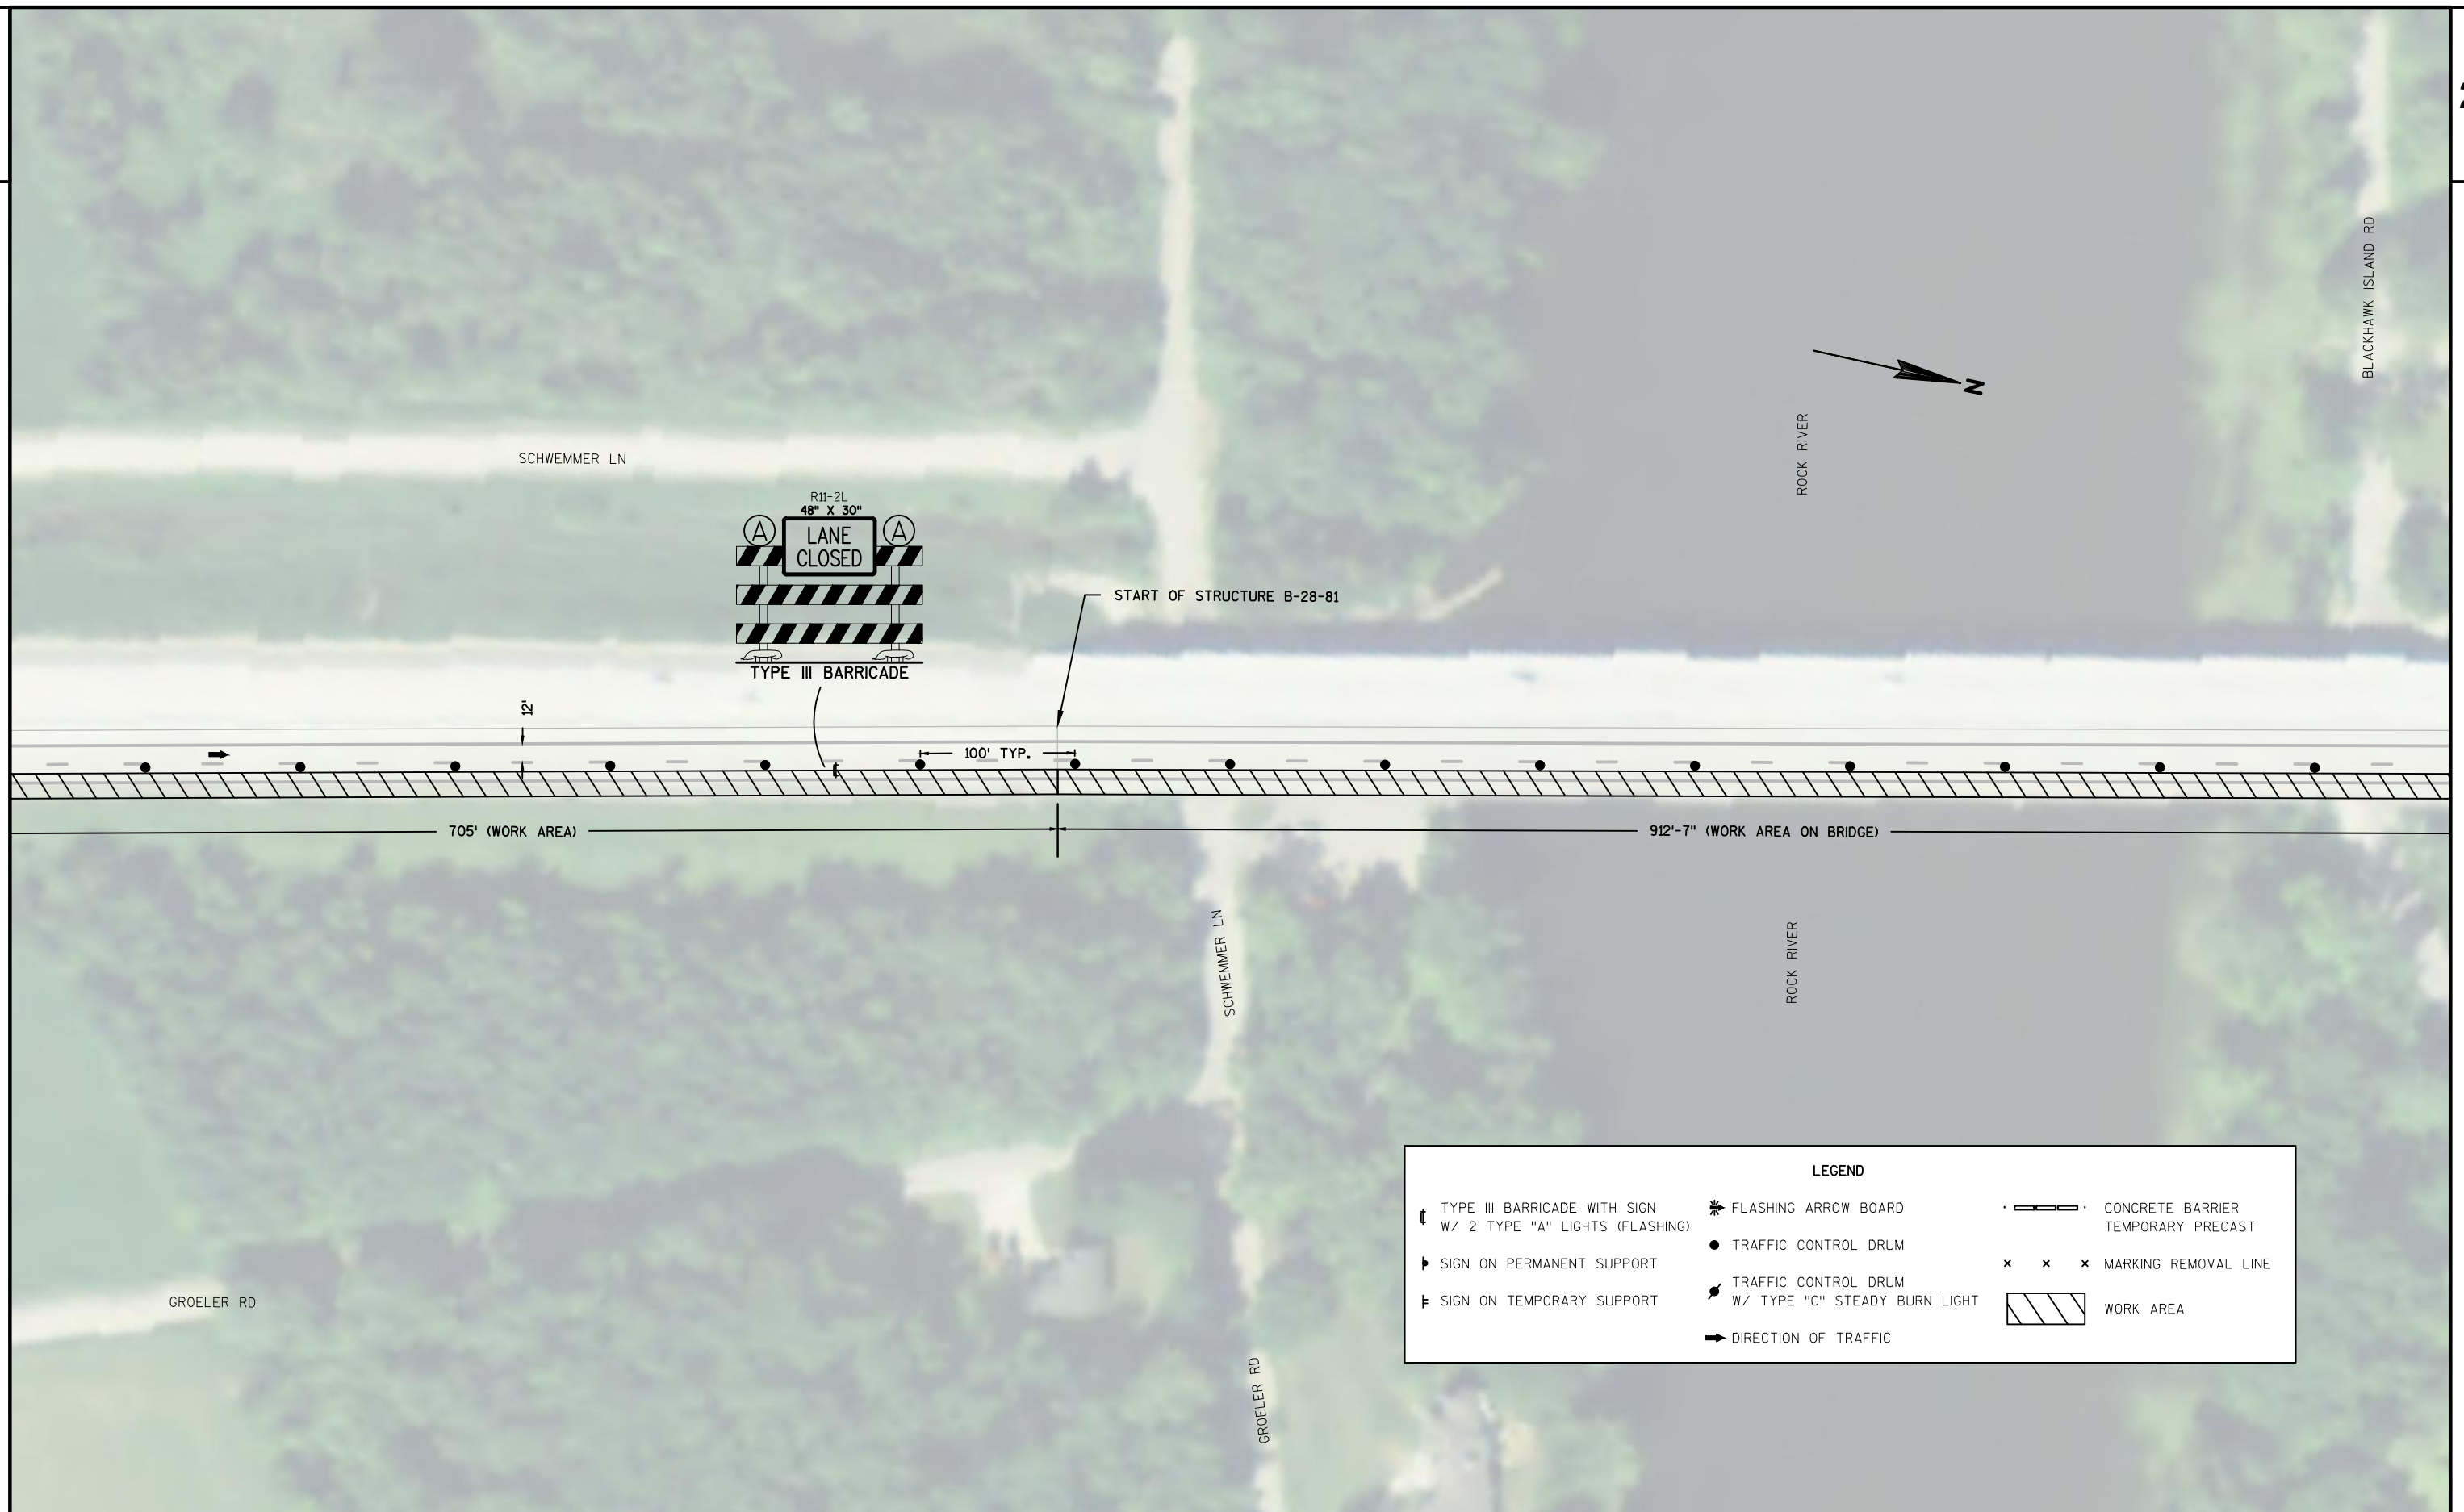 2
BLACKHAWK ISLAND RD
N
ROCK RIVER
SCHWEMMER LN
R11-2L
48" X 30"
A
LANE
CLOSED
A
TYPE III BARRICADE
START OF STRUCTURE B-28-81
12'
100' TYP.
705' (WORK AREA)
912'-7" (WORK AREA ON BRIDGE)
SCHWEMMER LN
ROCK RIVER
GROELER RD
GROELER RD
LEGEND
TYPE III BARRICADE WITH SIGN
W/ 2 TYPE "A" LIGHTS (FLASHING)
SIGN ON PERMANENT SUPPORT
SIGN ON TEMPORARY SUPPORT
FLASHING ARROW BOARD
TRAFFIC CONTROL DRUM
TRAFFIC CONTROL DRUM
W/ TYPE "C" STEADY BURN LIGHT
DIRECTION OF TRAFFIC
CONCRETE BARRIER
TEMPORARY PRECAST
MARKING REMOVAL LINE
WORK AREA